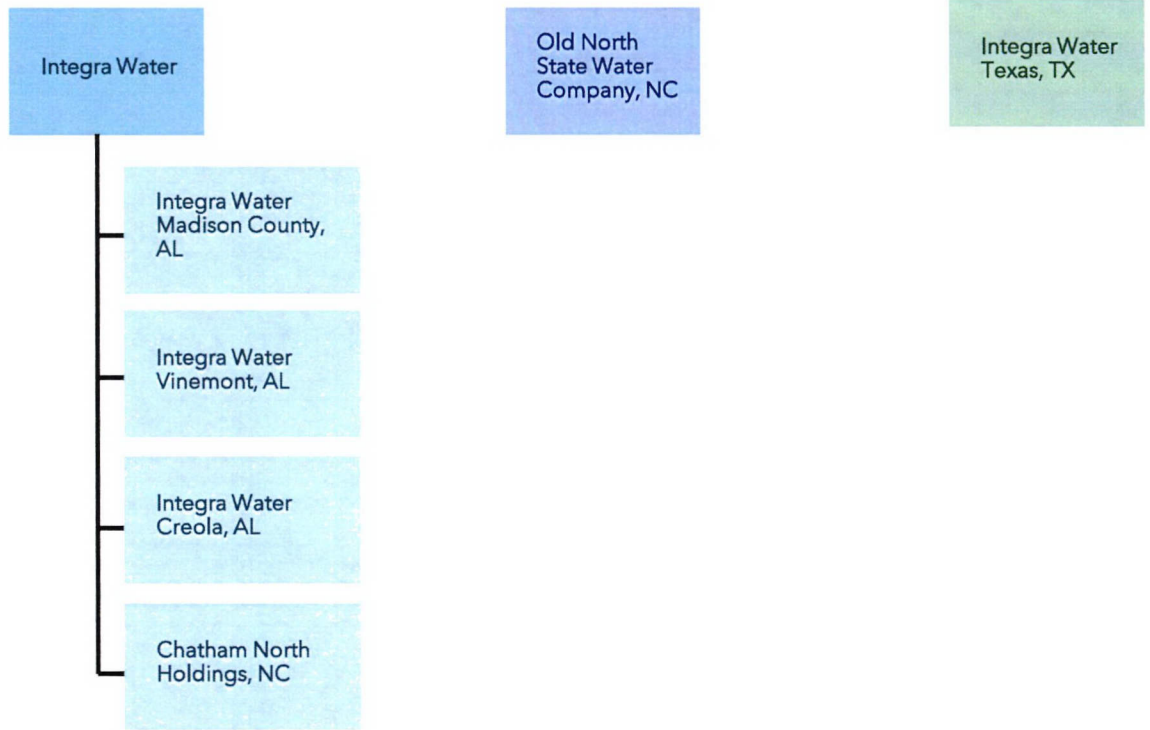 Integra Water
Old North
State Water
Company, NC
Integra Water
Texas, TX
Integra Water
Madison County,
AL
Integra Water
Vinemont, AL
Integra Water
Creola, AL
Chatham North
Holdings, NC